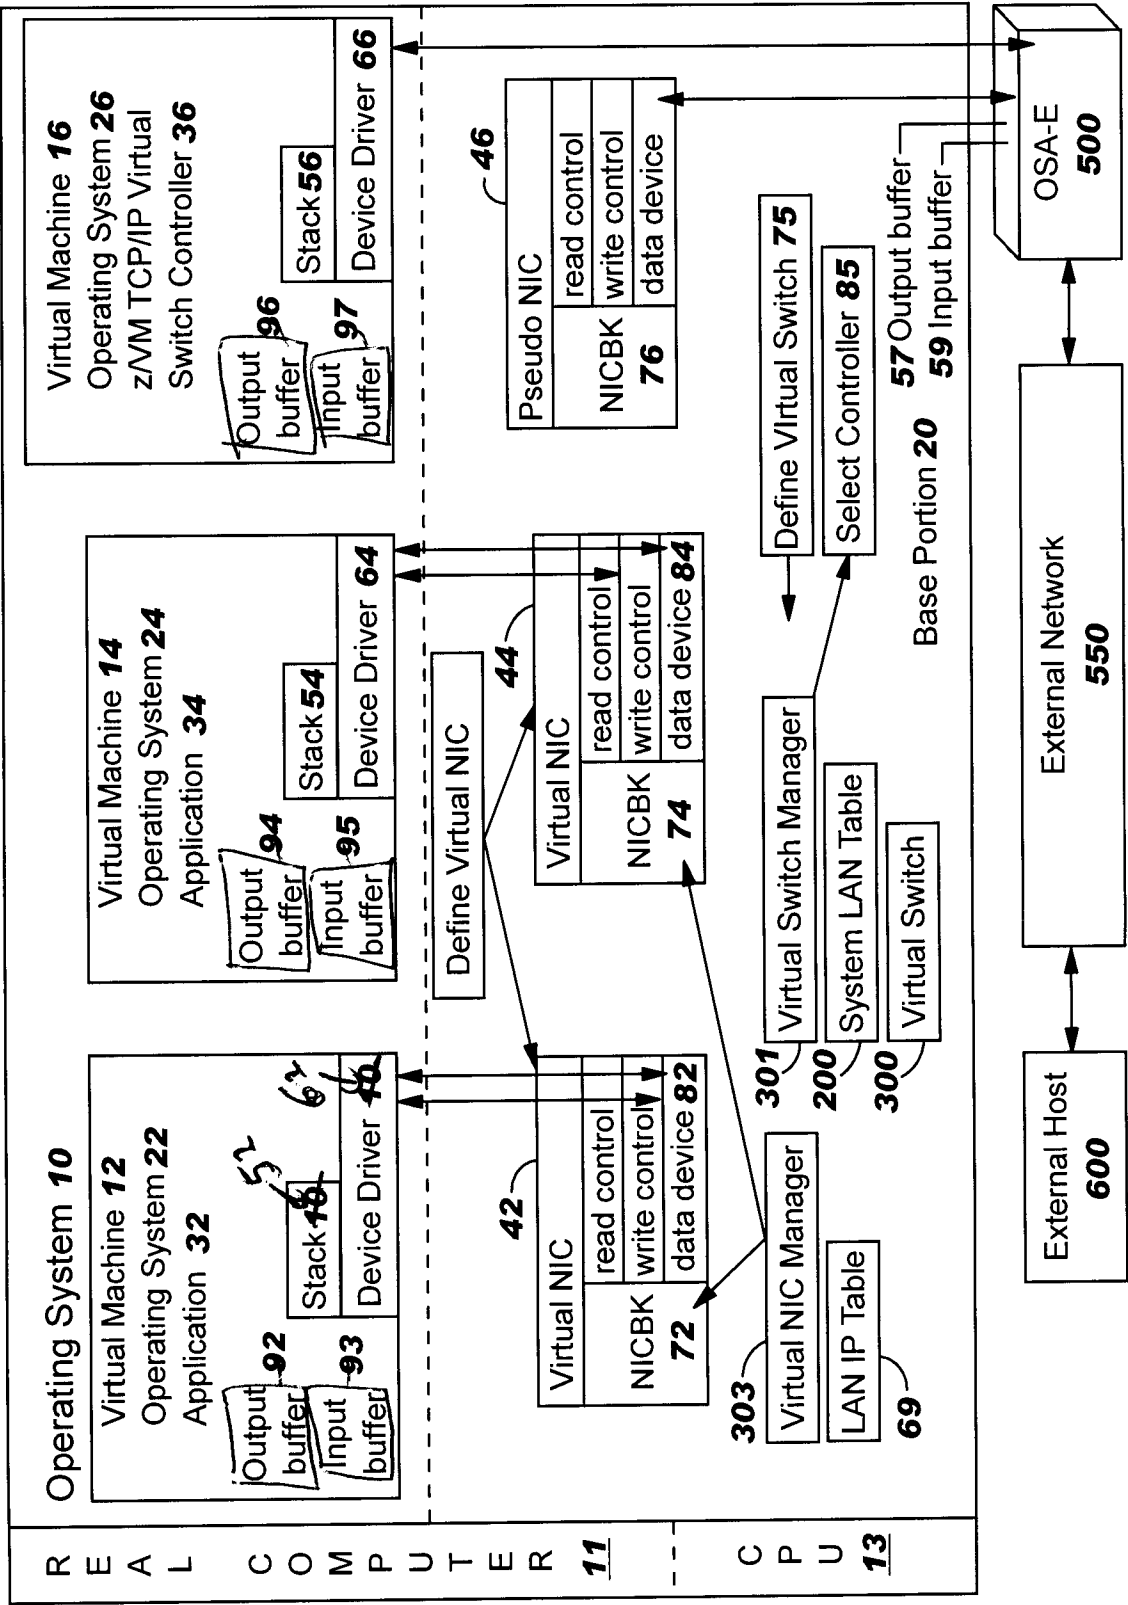 REAL COMPUTER 11
CPU 13
Operating System 10
Virtual Machine 12
Operating System 22
Application 32
Output buffer 92
Input buffer 93
Stack 52
Device Driver 62
Virtual Machine 14
Operating System 24
Application 34
Output buffer 94
Input buffer 95
Stack 54
Device Driver 64
Virtual Machine 16
Operating System 26
z/VM TCP/IP Virtual
Switch Controller 36
Output buffer 96
Input buffer 97
Stack 56
Device Driver 66
Define Virtual NIC
42
Virtual NIC
read control
write control
data device 82
NICBK
72
44
Virtual NIC
read control
write control
data device 84
NICBK
74
46
Pseudo NIC
read control
write control
data device
NICBK
76
303
Virtual NIC Manager
LAN IP Table
69
301 Virtual Switch Manager
200 System LAN Table
300 Virtual Switch
Define VIrtual Switch 75
Select Controller 85
57 Output buffer
59 Input buffer
Base Portion 20
External Host
600
External Network
550
OSA-E
500